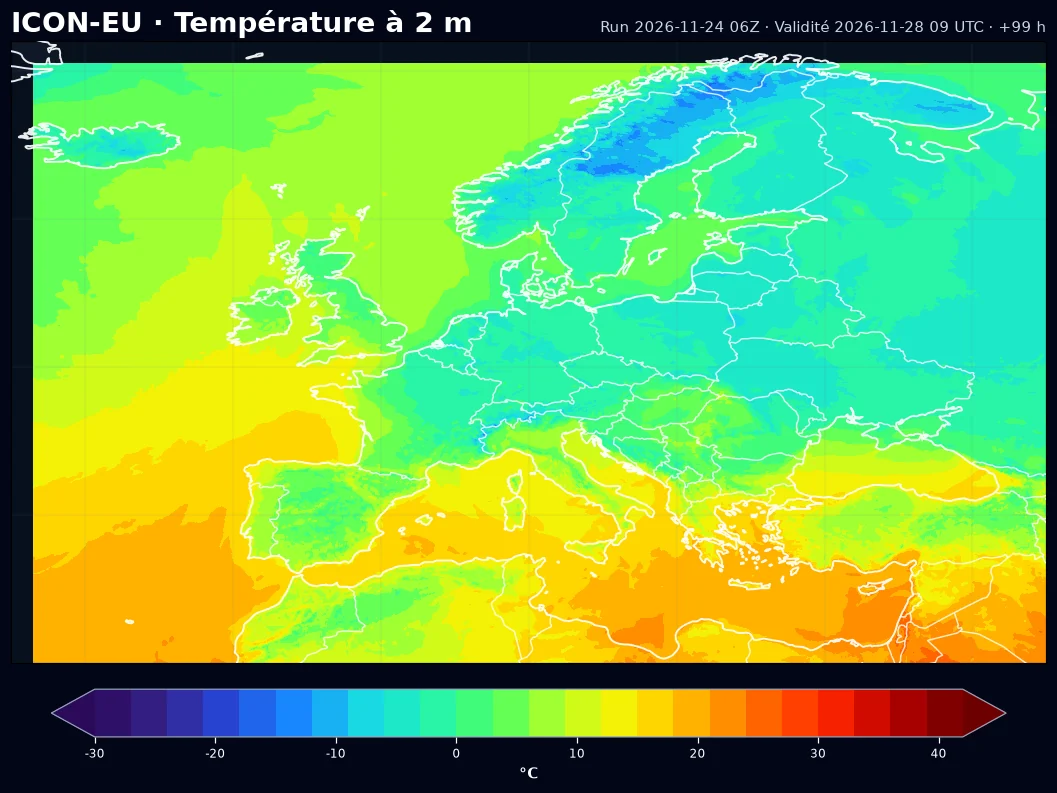 ICON-EU · Température à 2 m
Run 2026-11-24 06Z · Validité 2026-11-28 09 UTC · +99 h
-30 -20 -10 0 10 20 30 40
°C